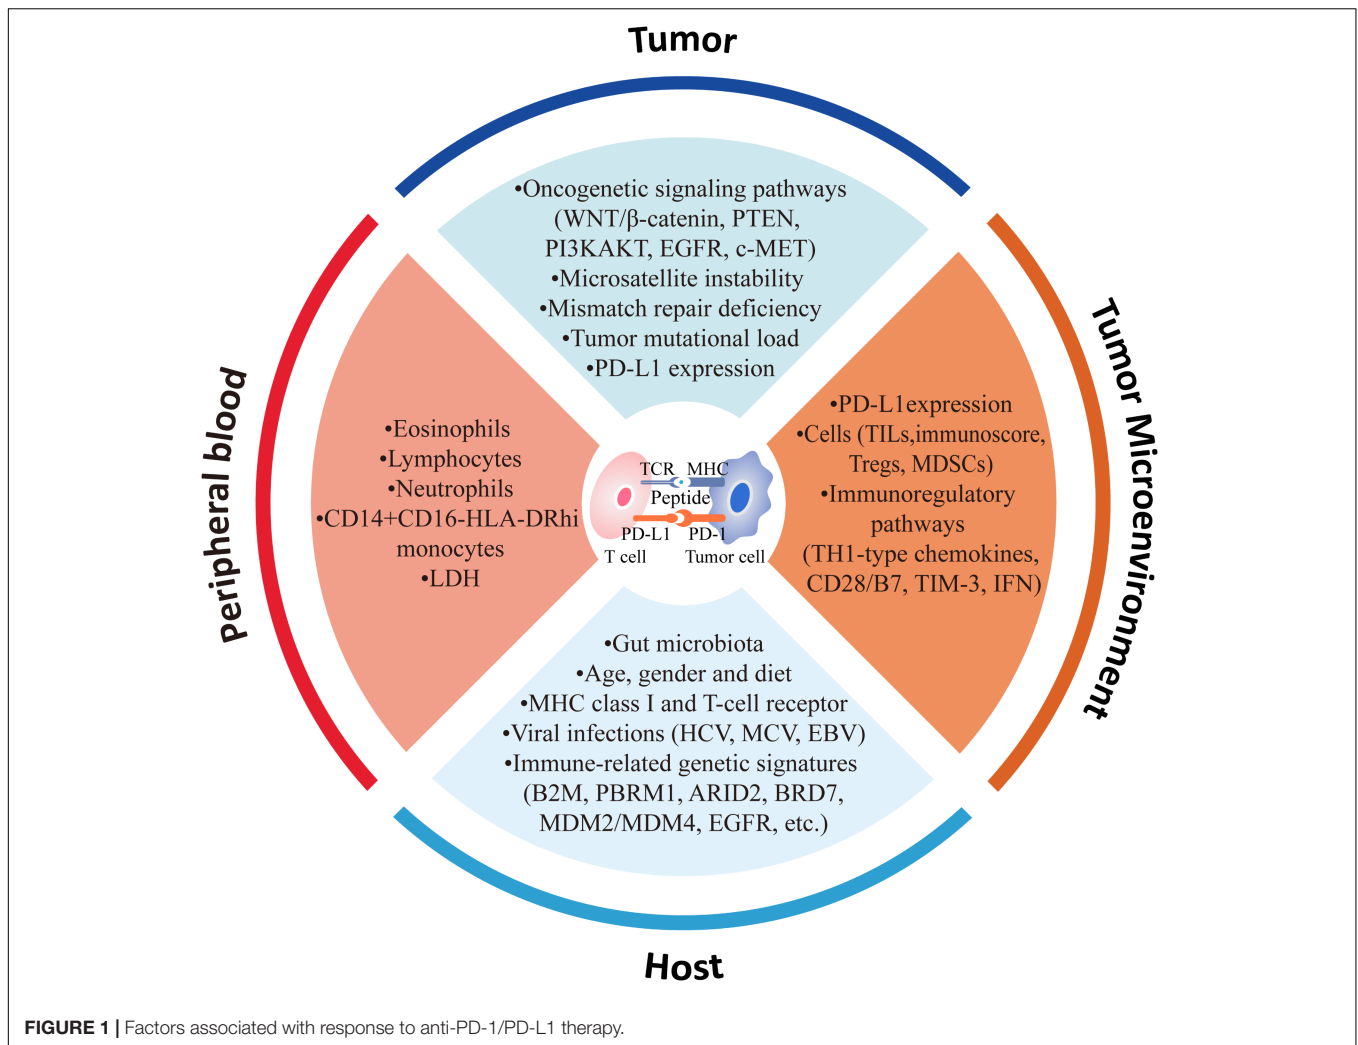 Tumor
•Oncogenetic signaling pathways
(WNT/β-catenin, PTEN,
PI3KAKT, EGFR, c-MET)
•Microsatellite instability
•Mismatch repair deficiency
•Tumor mutational load
•PD-L1 expression
Peripheral blood
•Eosinophils
•Lymphocytes
•Neutrophils
•CD14+CD16-HLA-DRhi
monocytes
•LDH
TCR MHC
Peptide
PD-L1 PD-1
T cell Tumor cell
Tumor Microenvironment
•PD-L1expression
•Cells (TILs,immunoscore,
Tregs, MDSCs)
•Immunoregulatory
pathways
(TH1-type chemokines,
CD28/B7, TIM-3, IFN)
•Gut microbiota
•Age, gender and diet
•MHC class I and T-cell receptor
•Viral infections (HCV, MCV, EBV)
•Immune-related genetic signatures
(B2M, PBRM1, ARID2, BRD7,
MDM2/MDM4, EGFR, etc.)
Host
FIGURE 1 | Factors associated with response to anti-PD-1/PD-L1 therapy.